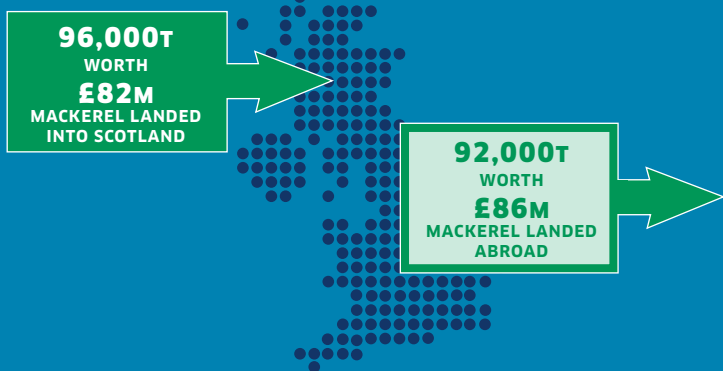 96,000T
WORTH
£82M
MACKEREL LANDED
INTO SCOTLAND
92,000T
WORTH
£86M
MACKEREL LANDED
ABROAD